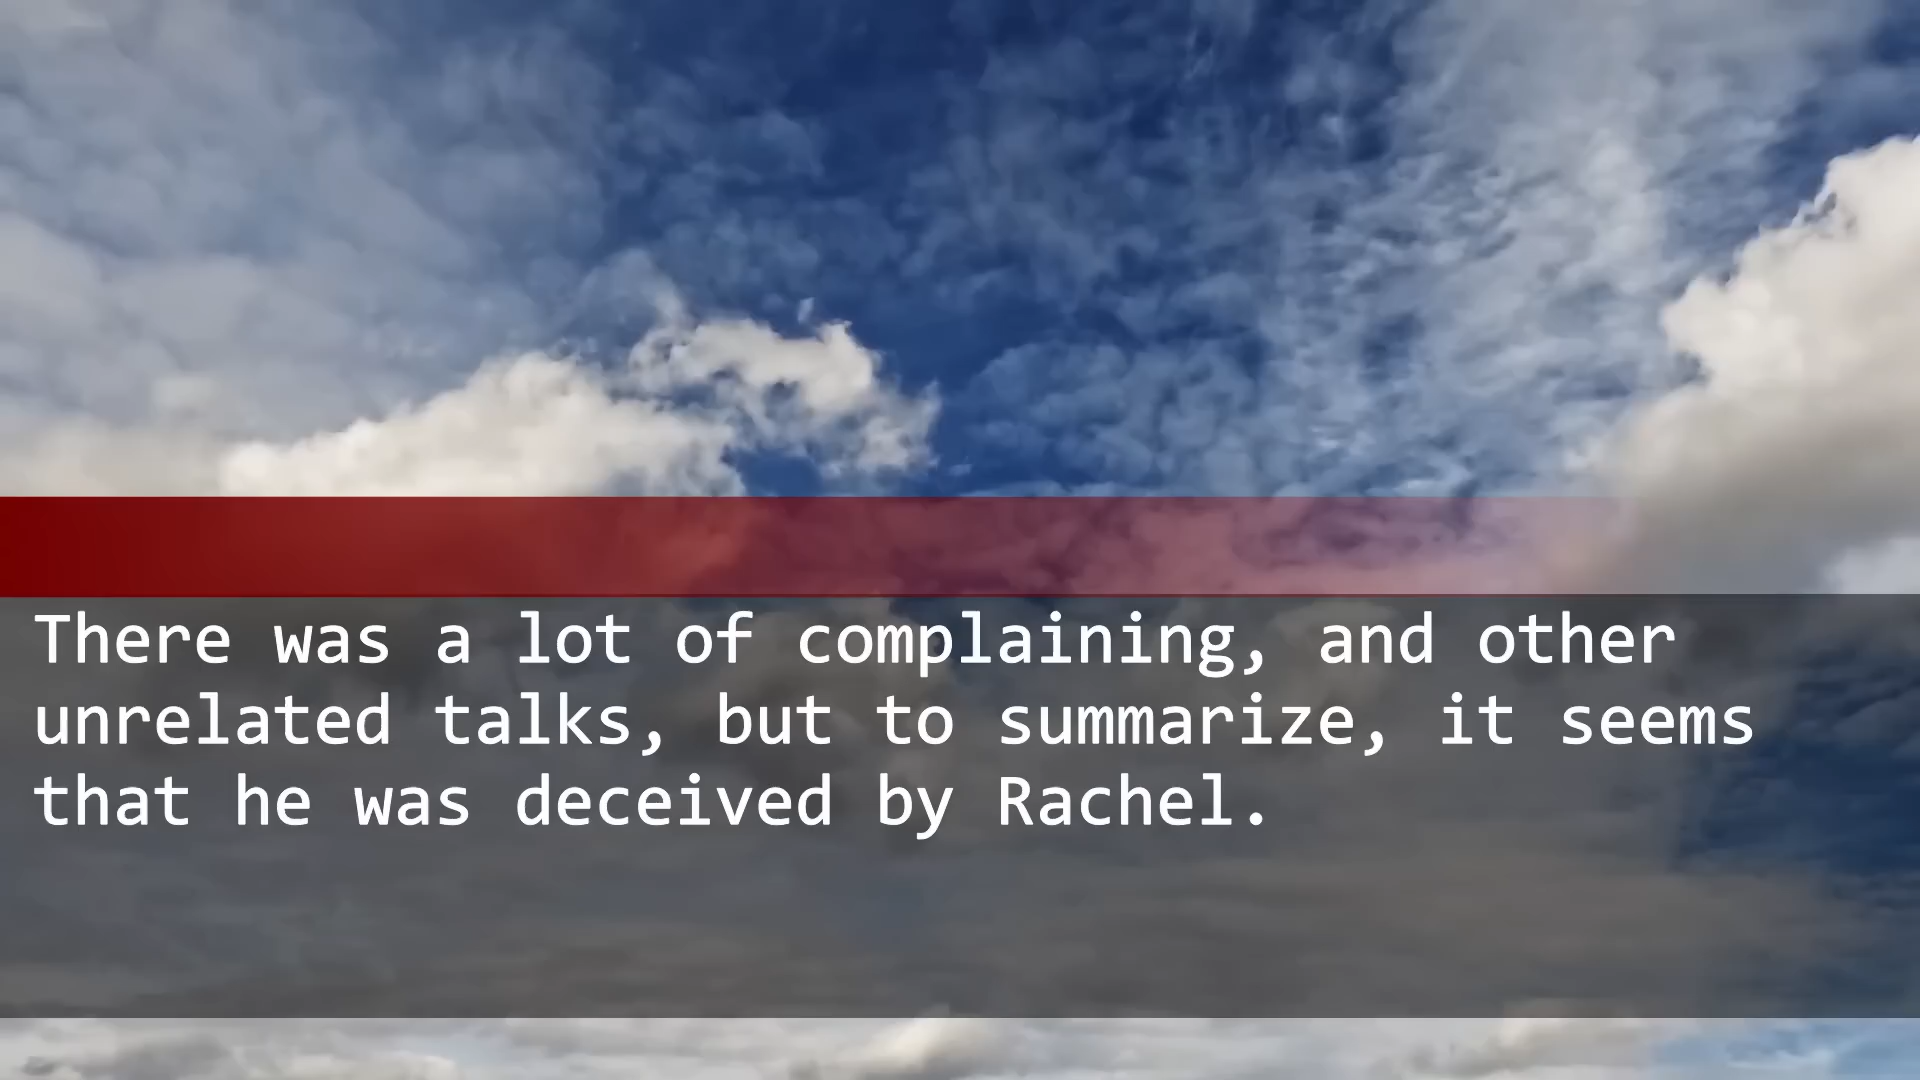 There was a lot of complaining, and other
unrelated talks, but to summarize, it seems
that he was deceived by Rachel.